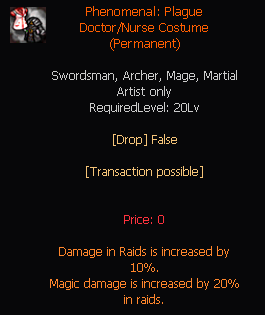 Phenomenal: Plague
Doctor/Nurse Costume
(Permanent)
Swordsman, Archer, Mage, Martial
Artist only
RequiredLevel: 20Lv
[Drop] False
[Transaction possible]
Price: 0
Damage in Raids is increased by
10%.
Magic damage is increased by 20%
in raids.